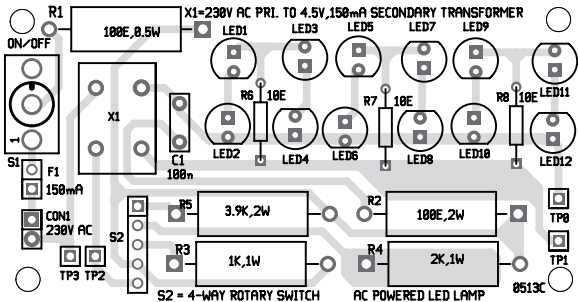 R1
X1=230V AC PRI. TO 4.5V,150mA SECONDARY TRANSFORMER
ON/OFF
100E,0.5W
LED1
LED3
LED5
LED7
LED9
X1
R6
10E
R7
10E
R8
10E
LED11
1
S1
C1
100n
LED2
LED4
LED6
LED8
LED10
LED12
F1
150mA
CON1
230V AC
S2
R5
3.9K,2W
R2
100E,2W
TP0
TP3
TP2
R3
1K,1W
R4
2K,1W
TP1
S2 = 4-WAY ROTARY SWITCH
AC POWERED LED LAMP
0513C